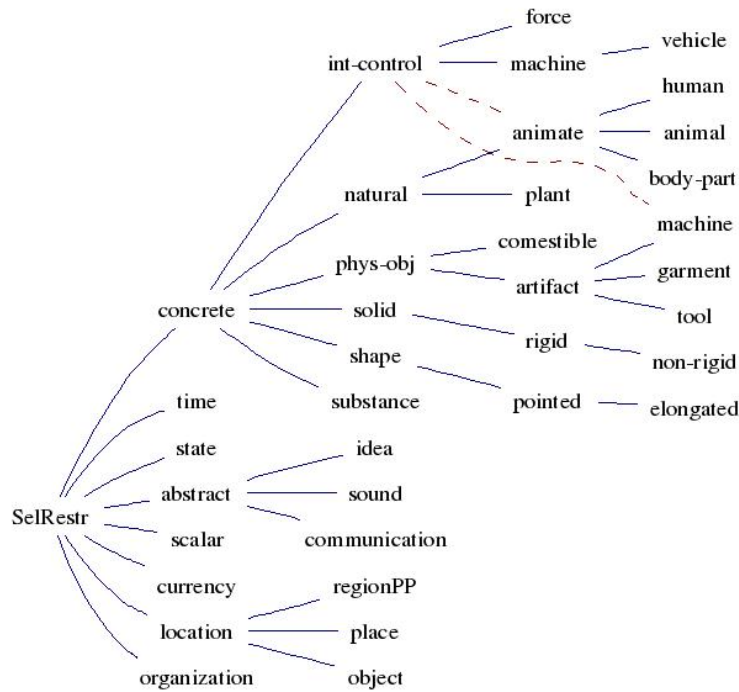 force
vehicle
int-control
machine
human
animate
animal
natural
plant
body-part
machine
comestible
phys-obj
artifact
garment
concrete
solid
tool
rigid
shape
non-rigid
time
substance
pointed
elongated
state
idea
abstract
sound
SelRestr
scalar
communication
currency
regionPP
location
place
organization
object